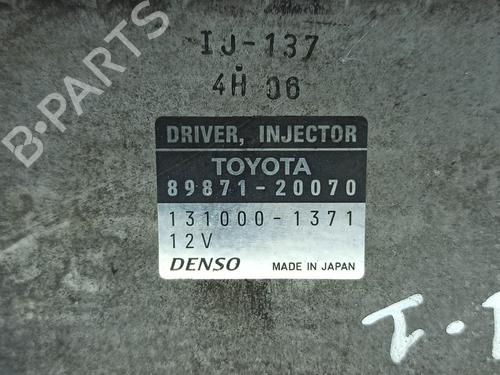 B-PARTS
IJ-137
4H 06
DRIVER, INJECTOR
TOYOTA
89871-20070
131000-1371
12V
DENSO MADE IN JAPAN